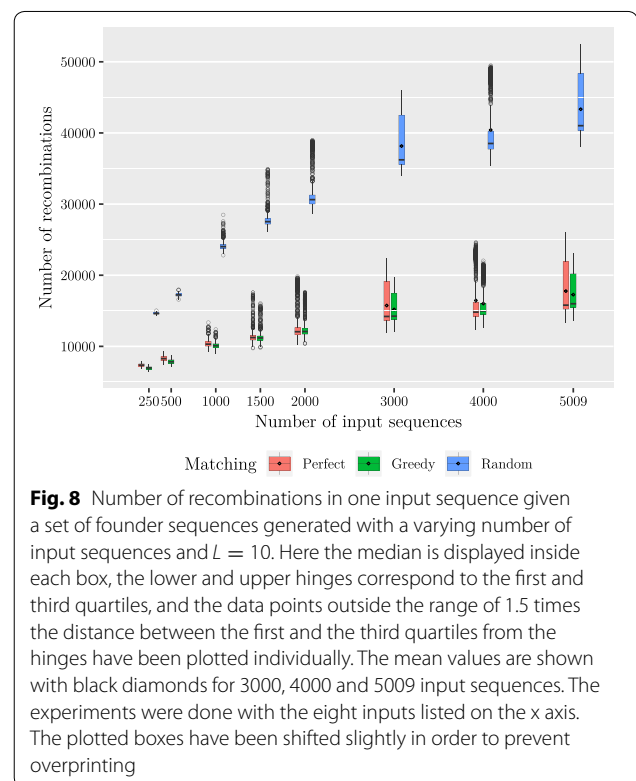 50000
40000
30000
20000
10000
Number of recombinations
250 500 1000 1500 2000 3000 4000 5009
Number of input sequences
Matching Perfect Greedy Random
Fig. 8 Number of recombinations in one input sequence given
a set of founder sequences generated with a varying number of
input sequences and L = 10. Here the median is displayed inside
each box, the lower and upper hinges correspond to the first and
third quartiles, and the data points outside the range of 1.5 times
the distance between the first and the third quartiles from the
hinges have been plotted individually. The mean values are shown
with black diamonds for 3000, 4000 and 5009 input sequences. The
experiments were done with the eight inputs listed on the x axis.
The plotted boxes have been shifted slightly in order to prevent
overprinting